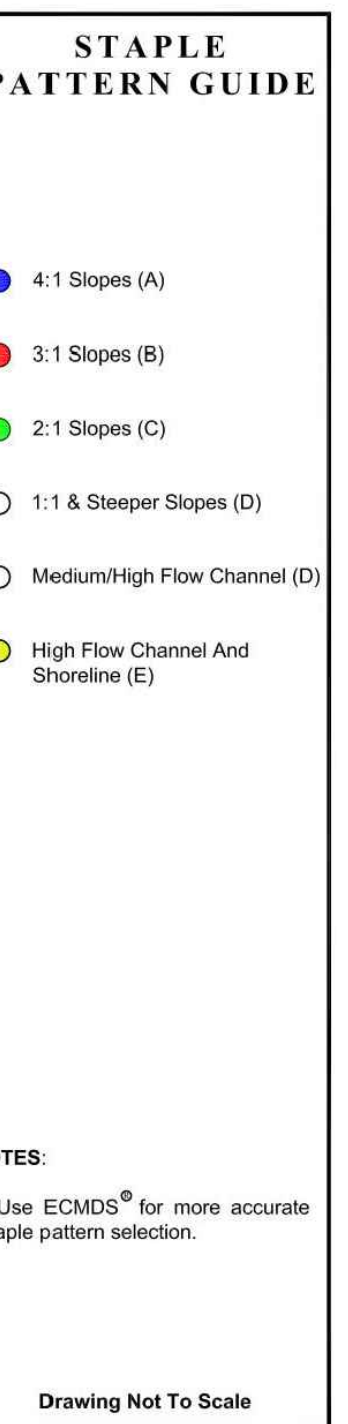 STAPLE
PATTERN GUIDE
4:1 Slopes (A)
3:1 Slopes (B)
2:1 Slopes (C)
1:1 & Steeper Slopes (D)
Medium/High Flow Channel (D)
High Flow Channel And
Shoreline (E)
OTES:
Use ECMDS® for more accurate
aple pattern selection.
Drawing Not To Scale